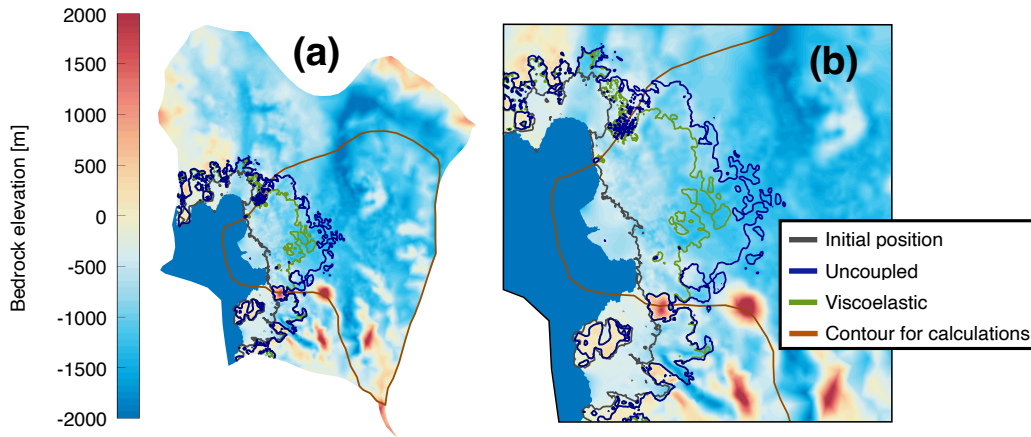 2000
1500
1000
500
0
-500
-1000
-1500
-2000
Bedrock elevation [m]
(a)
(b)
Initial position
Uncoupled
Viscoelastic
Contour for calculations